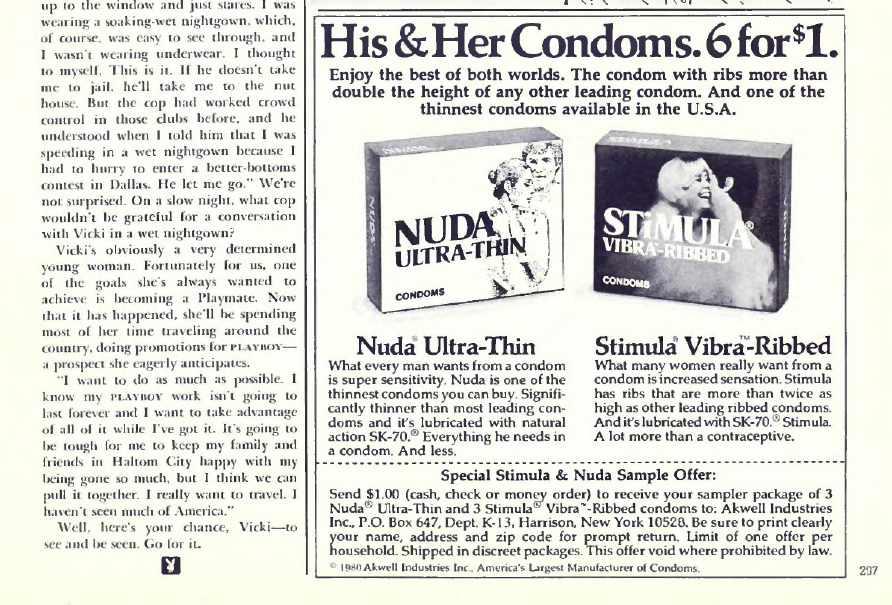 up to the window and just stares. I was
wearing a soaking-wet nightgown, which,
of course, was easy to see through, and
I wasn't wearing underwear. I thought
to myself, This is it. If he doesn't take
me to jail, he'll take me to the nut
house. But the cop had worked crowd
control in those clubs before, and he
understood when I told him that I was
speeding in a wet nightgown because I
had to hurry to enter a better-bottoms
contest in Dallas. He let me go." We're
not surprised. On a slow night, what cop
wouldn't be grateful for a conversation
with Vicki in a wet nightgown?
Vicki's obviously a very determined
young woman. Fortunately for us, one
of the goals she's always wanted to
achieve is becoming a Playmate. Now
that it has happened, she'll be spending
most of her time traveling around the
country, doing promotions for PLAYBOY—
a prospect she eagerly anticipates.
"I want to do as much as possible. I
know my PLAYBOY work isn't going to
last forever and I want to take advantage
of all of it while I've got it. It's going to
be tough for me to keep my family and
friends in Haltom City happy with my
being gone so much, but I think we can
pull it together. I really want to travel. I
haven't seen much of America."
Well, here's your chance, Vicki—to
see and be seen. Go for it.
His & Her Condoms. 6 for $1.
Enjoy the best of both worlds. The condom with ribs more than
double the height of any other leading condom. And one of the
thinnest condoms available in the U.S.A.
NUDA
ULTRA-THIN
CONDOMS
NUDA
STiMULA®
VIBRA-RIBBED
CONDOMS
Nuda® Ultra-Thin
What every man wants from a condom
is super sensitivity. Nuda is one of the
thinnest condoms you can buy. Signifi-
cantly thinner than most leading con-
doms and it's lubricated with natural
action SK-70.® Everything he needs in
a condom. And less.
Stimula® Vibra™-Ribbed
What many women really want from a
condom is increased sensation. Stimula
has ribs that are more than twice as
high as other leading ribbed condoms.
And it's lubricated with SK-70.® Stimula.
A lot more than a contraceptive.
Special Stimula & Nuda Sample Offer:
Send $1.00 (cash, check or money order) to receive your sampler package of 3
Nuda® Ultra-Thin and 3 Stimula® Vibra™-Ribbed condoms to: Akwell Industries
Inc., P.O. Box 647, Dept. K-13, Harrison, New York 10528. Be sure to print clearly
your name, address and zip code for prompt return. Limit of one offer per
household. Shipped in discreet packages. This offer void where prohibited by law.
© 1980 Akwell Industries Inc., America's Largest Manufacturer of Condoms.
297